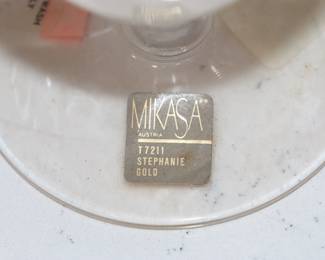 MIKASA
AUSTRIA
T7211
STEPHANIE
GOLD